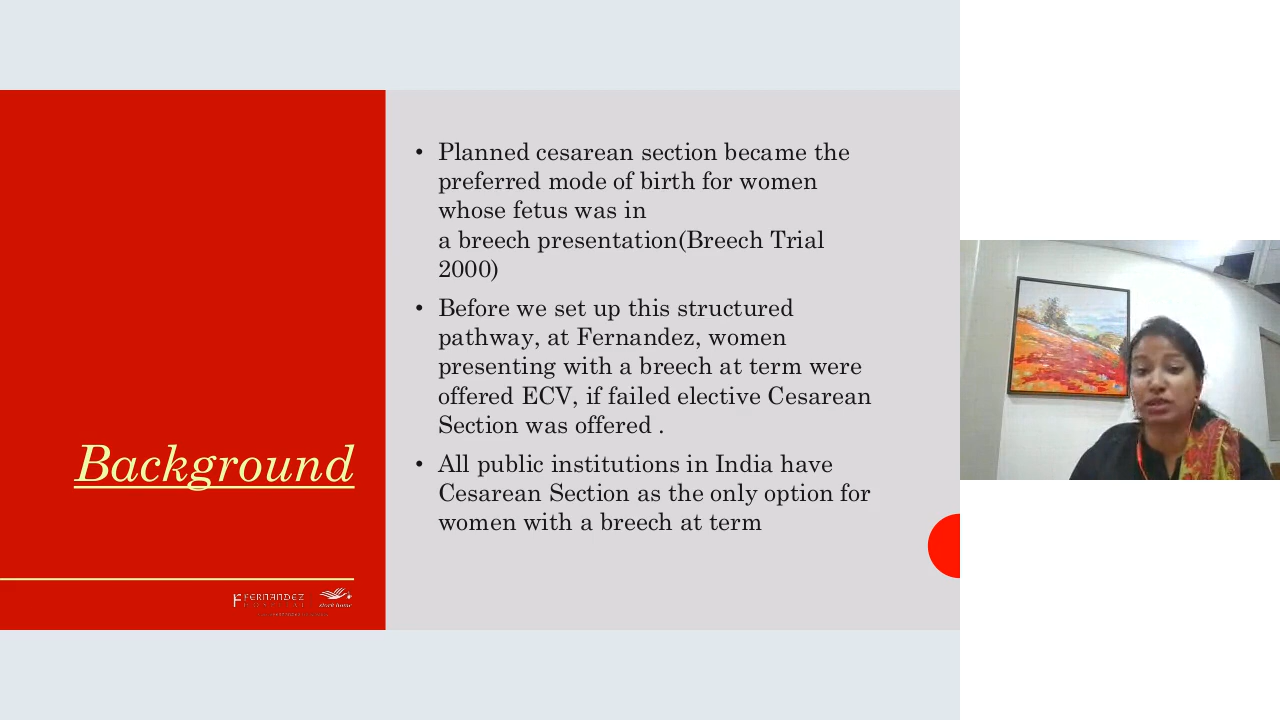 Background
FERNANDEZ
HOSPITAL
stork home
• Planned cesarean section became the
preferred mode of birth for women
whose fetus was in
a breech presentation(Breech Trial
2000)
• Before we set up this structured
pathway, at Fernandez, women
presenting with a breech at term were
offered ECV, if failed elective Cesarean
Section was offered .
• All public institutions in India have
Cesarean Section as the only option for
women with a breech at term